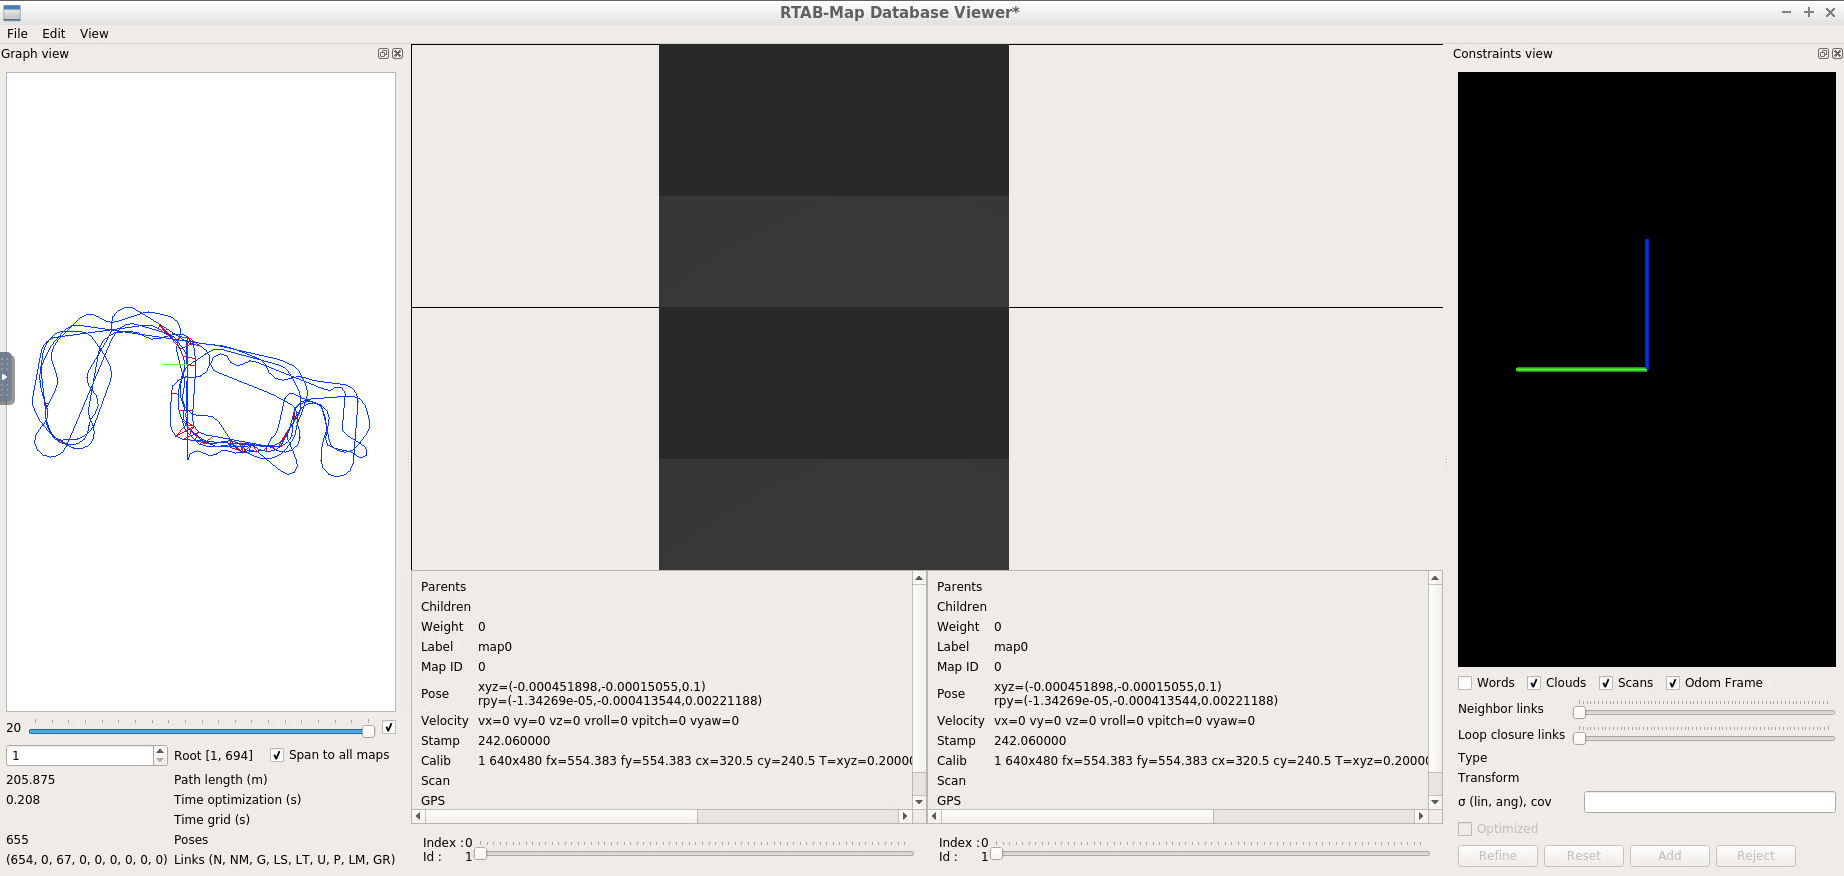 RTAB-Map Database Viewer*
File Edit View
Graph view
Constraints view
20
1 Root [1, 694] Span to all maps
205.875 Path length (m)
0.208 Time optimization (s)
Time grid (s)
655 Poses
(654, 0, 67, 0, 0, 0, 0, 0, 0) Links (N, NM, G, LS, LT, U, P, LM, GR)
Parents
Children
Weight 0
Label map0
Map ID 0
Pose xyz=(-0.000451898,-0.00015055,0.1)
rpy=(-1.34269e-05,-0.000413544,0.00221188)
Velocity vx=0 vy=0 vz=0 vroll=0 vpitch=0 vyaw=0
Stamp 242.060000
Calib 1 640x480 fx=554.383 fy=554.383 cx=320.5 cy=240.5 T=xyz=0.20000
Scan
GPS
Index : 0
Id : 1
Parents
Children
Weight 0
Label map0
Map ID 0
Pose xyz=(-0.000451898,-0.00015055,0.1)
rpy=(-1.34269e-05,-0.000413544,0.00221188)
Velocity vx=0 vy=0 vz=0 vroll=0 vpitch=0 vyaw=0
Stamp 242.060000
Calib 1 640x480 fx=554.383 fy=554.383 cx=320.5 cy=240.5 T=xyz=0.20000
Scan
GPS
Index : 0
Id : 1
Words Clouds Scans Odom Frame
Neighbor links
Loop closure links
Type
Transform
σ (lin, ang), cov
Optimized
Refine Reset Add Reject